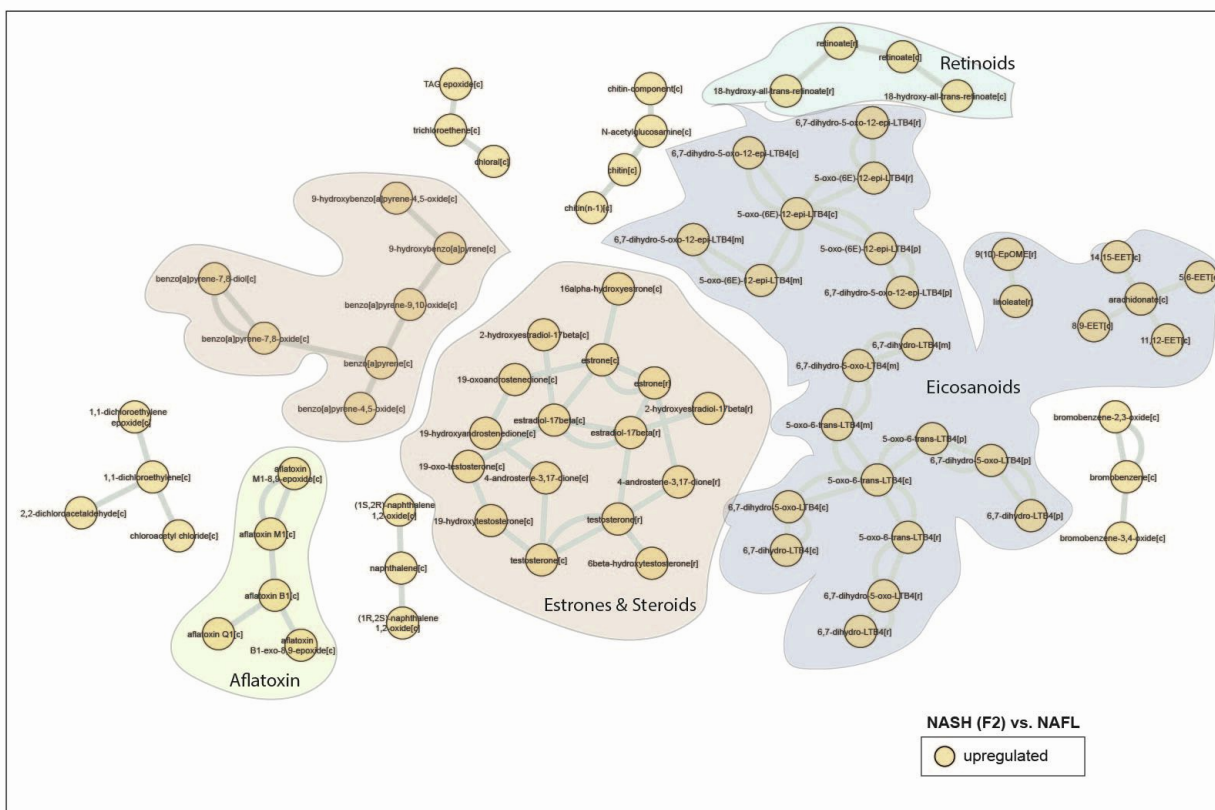 retinoate[r]
retinoate[c]
Retinoids
18-hydroxy-all-trans-retinoate[r]
18-hydroxy-all-trans-retinoate[c]
TAG epoxide[c]
trichloroethene[c]
chloral[c]
chitin-component[c]
N-acetylglucosamine[c]
chitin[c]
chitin(n-1)[c]
6,7-dihydro-5-oxo-12-epi-LTB4[r]
6,7-dihydro-5-oxo-12-epi-LTB4[c]
5-oxo-(6E)-12-epi-LTB4[r]
5-oxo-(6E)-12-epi-LTB4[c]
6,7-dihydro-5-oxo-12-epi-LTB4[m]
5-oxo-(6E)-12-epi-LTB4[p]
5-oxo-(6E)-12-epi-LTB4[m]
6,7-dihydro-5-oxo-12-epi-LTB4[p]
9(10)-EpOME[r]
linoleate[r]
14,15-EET[c]
5,6-EET[c]
arachidonate[c]
8,9-EET[c]
11,12-EET[c]
9-hydroxybenzo[a]pyrene-4,5-oxide[c]
9-hydroxybenzo[a]pyrene[c]
benzo[a]pyrene-7,8-diol[c]
benzo[a]pyrene-9,10-oxide[c]
benzo[a]pyrene-7,8-oxide[c]
benzo[a]pyrene[c]
benzo[a]pyrene-4,5-oxide[c]
16alpha-hydroxyestrone[c]
2-hydroxyestradiol-17beta[c]
estrone[c]
19-oxoandrostenedione[c]
estrone[r]
2-hydroxyestradiol-17beta[r]
estradiol-17beta[c]
estradiol-17beta[r]
19-hydroxyandrostenedione[c]
19-oxo-testosterone[c]
4-androstene-3,17-dione[c]
4-androstene-3,17-dione[r]
19-hydroxytestosterone[c]
testosterone[r]
testosterone[c]
6beta-hydroxytestosterone[r]
Estrones & Steroids
6,7-dihydro-LTB4[m]
6,7-dihydro-5-oxo-LTB4[m]
Eicosanoids
5-oxo-6-trans-LTB4[m]
5-oxo-6-trans-LTB4[p]
6,7-dihydro-5-oxo-LTB4[p]
5-oxo-6-trans-LTB4[c]
6,7-dihydro-5-oxo-LTB4[c]
6,7-dihydro-LTB4[p]
5-oxo-6-trans-LTB4[r]
6,7-dihydro-LTB4[c]
6,7-dihydro-5-oxo-LTB4[r]
6,7-dihydro-LTB4[r]
bromobenzene-2,3-oxide[c]
bromobenzene[c]
bromobenzene-3,4-oxide[c]
1,1-dichloroethylene
epoxide[c]
1,1-dichloroethylene[c]
2,2-dichloroacetaldehyde[c]
chloroacetyl chloride[c]
aflatoxin
M1-8,9-epoxide[c]
aflatoxin M1[c]
aflatoxin B1[c]
aflatoxin Q1[c]
aflatoxin
B1-exo-8,9-epoxide[c]
Aflatoxin
(1S,2R)-naphthalene
1,2-oxide[c]
naphthalene[c]
(1R,2S)-naphthalene
1,2-oxide[c]
NASH (F2) vs. NAFL
upregulated